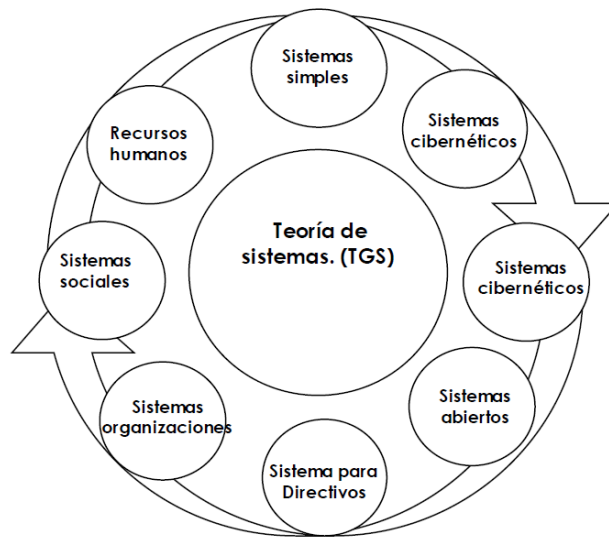 Sistemas
simples
Sistemas
cibernéticos
Sistemas
cibernéticos
Sistemas
abiertos
Sistema para
Directivos
Sistemas
organizaciones
Sistemas
sociales
Recursos
humanos
Teoría de
sistemas. (TGS)